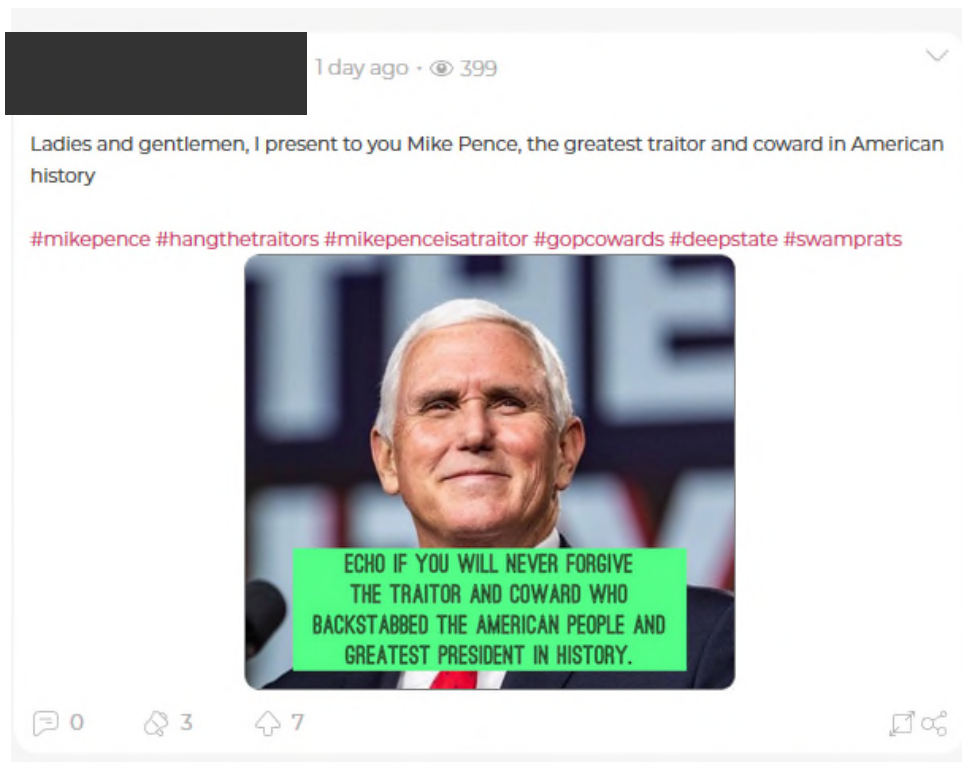 1 day ago · 399
Ladies and gentlemen, I present to you Mike Pence, the greatest traitor and coward in American
history
#mikepence #hangthetraitors #mikepenceisatraitor #gopcowards #deepstate #swamprats
THE
ECHO IF YOU WILL NEVER FORGIVE
THE TRAITOR AND COWARD WHO
BACKSTABBED THE AMERICAN PEOPLE AND
GREATEST PRESIDENT IN HISTORY.
0 3 7